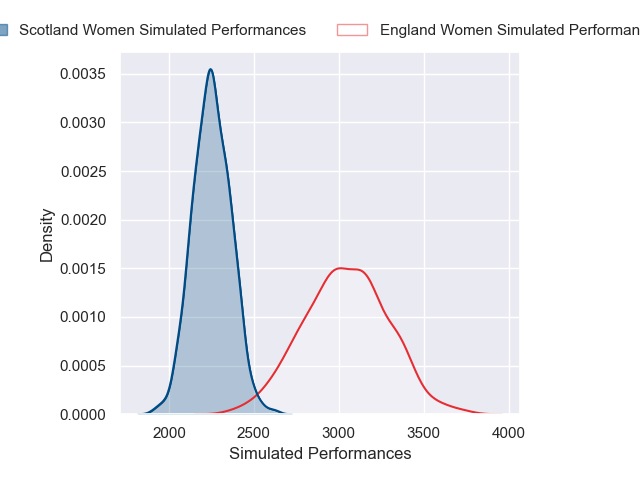 Scotland Women Simulated Performances
England Women Simulated
0.0035
0.0030
0.0025
0.0020
0.0015
0.0010
0.0005
0.0000
Density
2000 2500 3000 3500 4000
Simulated Performances